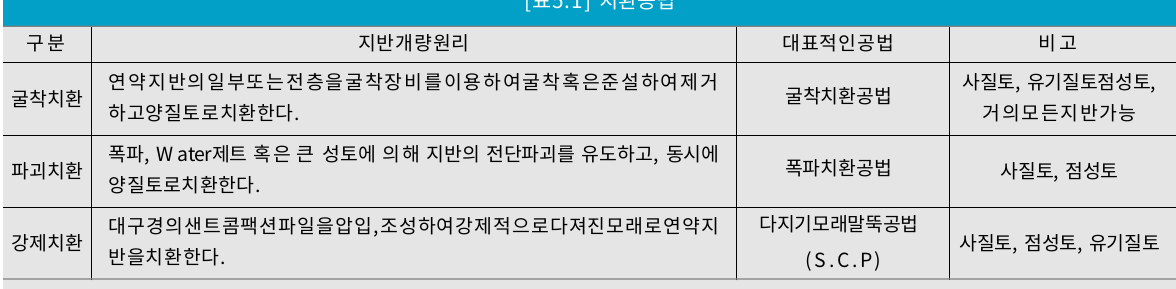 [표5.1] 치환공법
구분 지반개량원리 대표적인공법 비고
굴착치환 연약지반의일부또는전층을굴착장비를이용하여굴착혹은준설하여제거 굴착치환공법 사질토, 유기질토점성토,
하고양질토로치환한다. 거의모든지반가능
파괴치환 폭파, Water제트 혹은 큰 성토에 의해 지반의 전단파괴를 유도하고, 동시에 폭파치환공법 사질토, 점성토
양질토로치환한다.
강제치환 대구경의샌트콤팩션파일을압입,조성하여강제적으로다져진모래로연약지 다지기모래말뚝공법 사질토, 점성토, 유기질토
반을치환한다. (S.C.P)